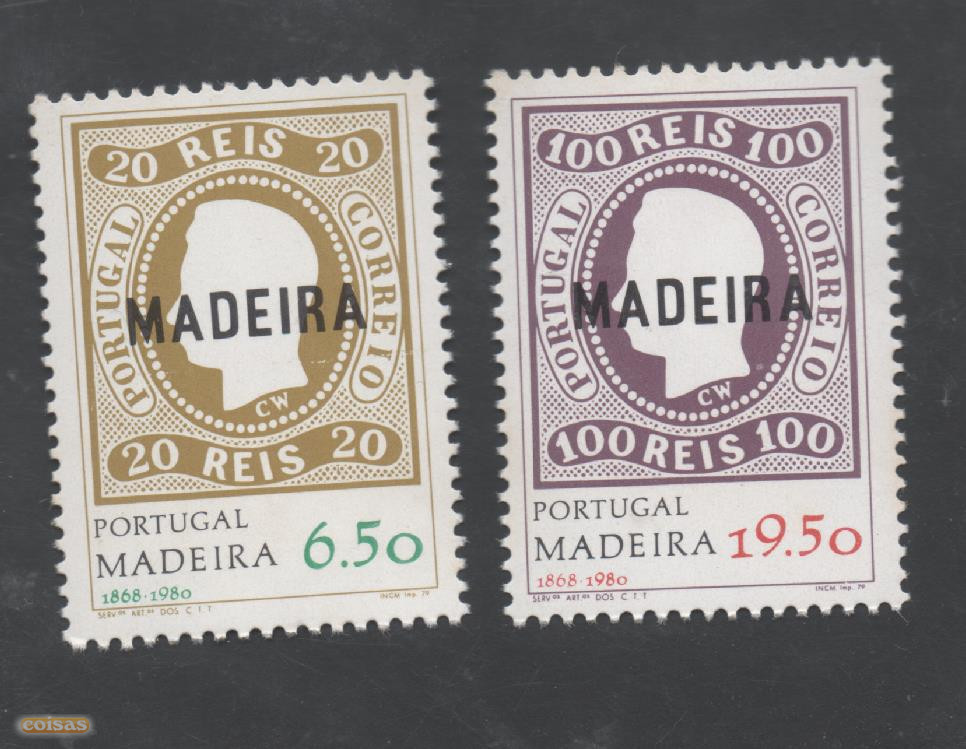 20 REIS 20
PORTUGAL
CORREIO
MADEIRA
CW
20 REIS 20
PORTUGAL
MADEIRA 6.50
1868·1980
SERV.OS ART.OS DOS C.T.T
INCM Imp. 79
100 REIS 100
PORTUGAL
CORREIO
MADEIRA
CW
100 REIS 100
PORTUGAL
MADEIRA 19.50
1868·1980
SERV.OS ART.OS DOS C.T.T
INCM Imp. 79
coisas